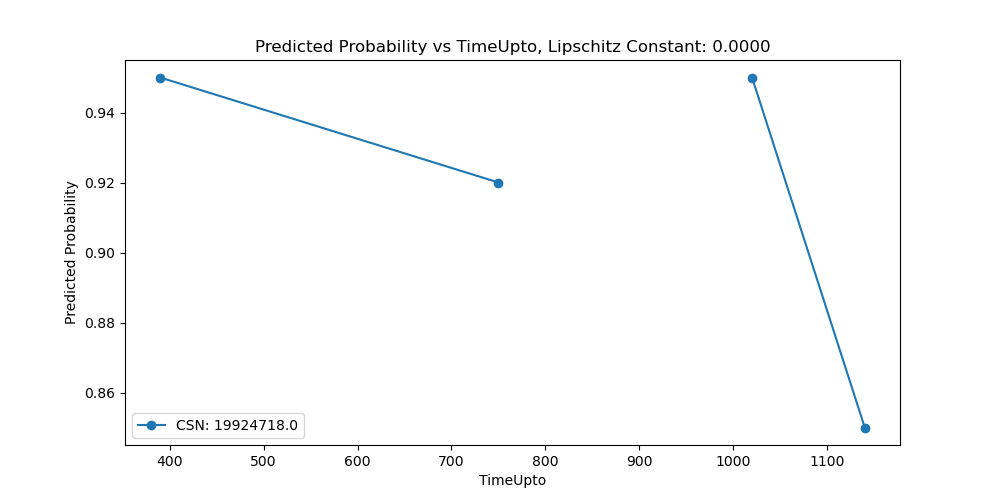 Predicted Probability vs TimeUpto, Lipschitz Constant: 0.0000
Predicted Probability
0.94
0.92
0.90
0.88
0.86
CSN: 19924718.0
400 500 600 700 800 900 1000 1100
TimeUpto